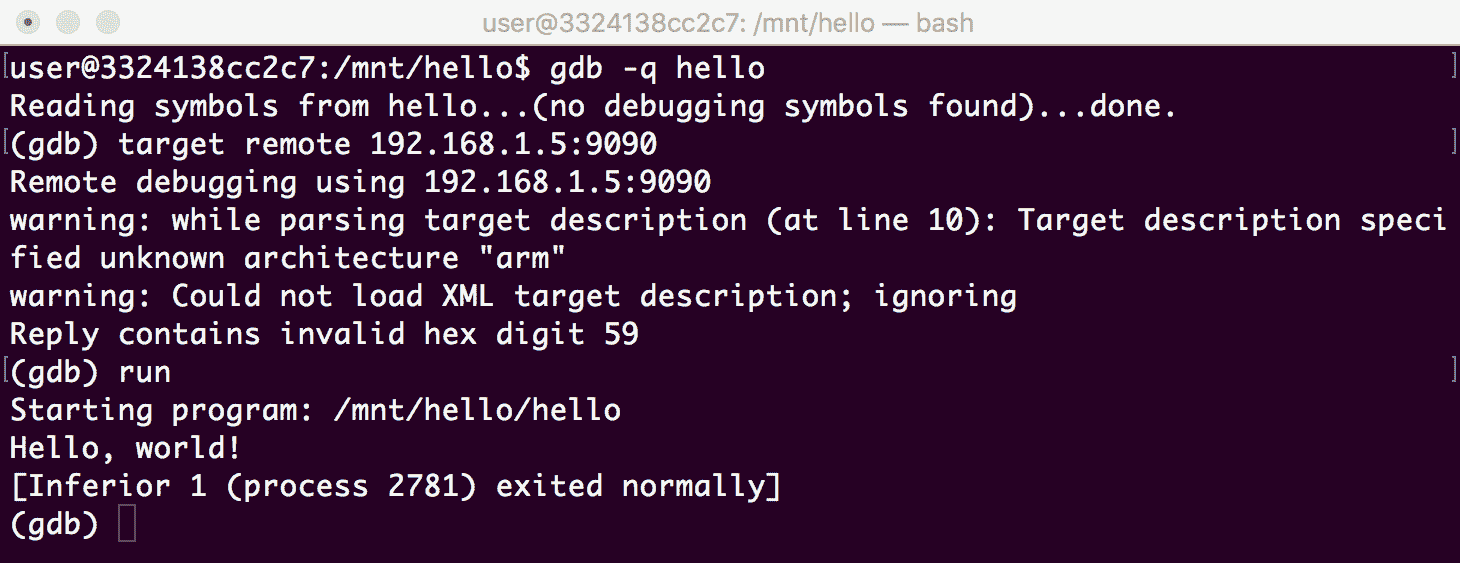 user@3324138cc2c7: /mnt/hello — bash
[user@3324138cc2c7:/mnt/hello$ gdb -q hello ]
Reading symbols from hello...(no debugging symbols found)...done.
[(gdb) target remote 192.168.1.5:9090 ]
Remote debugging using 192.168.1.5:9090
warning: while parsing target description (at line 10): Target description speci
fied unknown architecture "arm"
warning: Could not load XML target description; ignoring
Reply contains invalid hex digit 59
[(gdb) run ]
Starting program: /mnt/hello/hello
Hello, world!
[Inferior 1 (process 2781) exited normally]
(gdb)